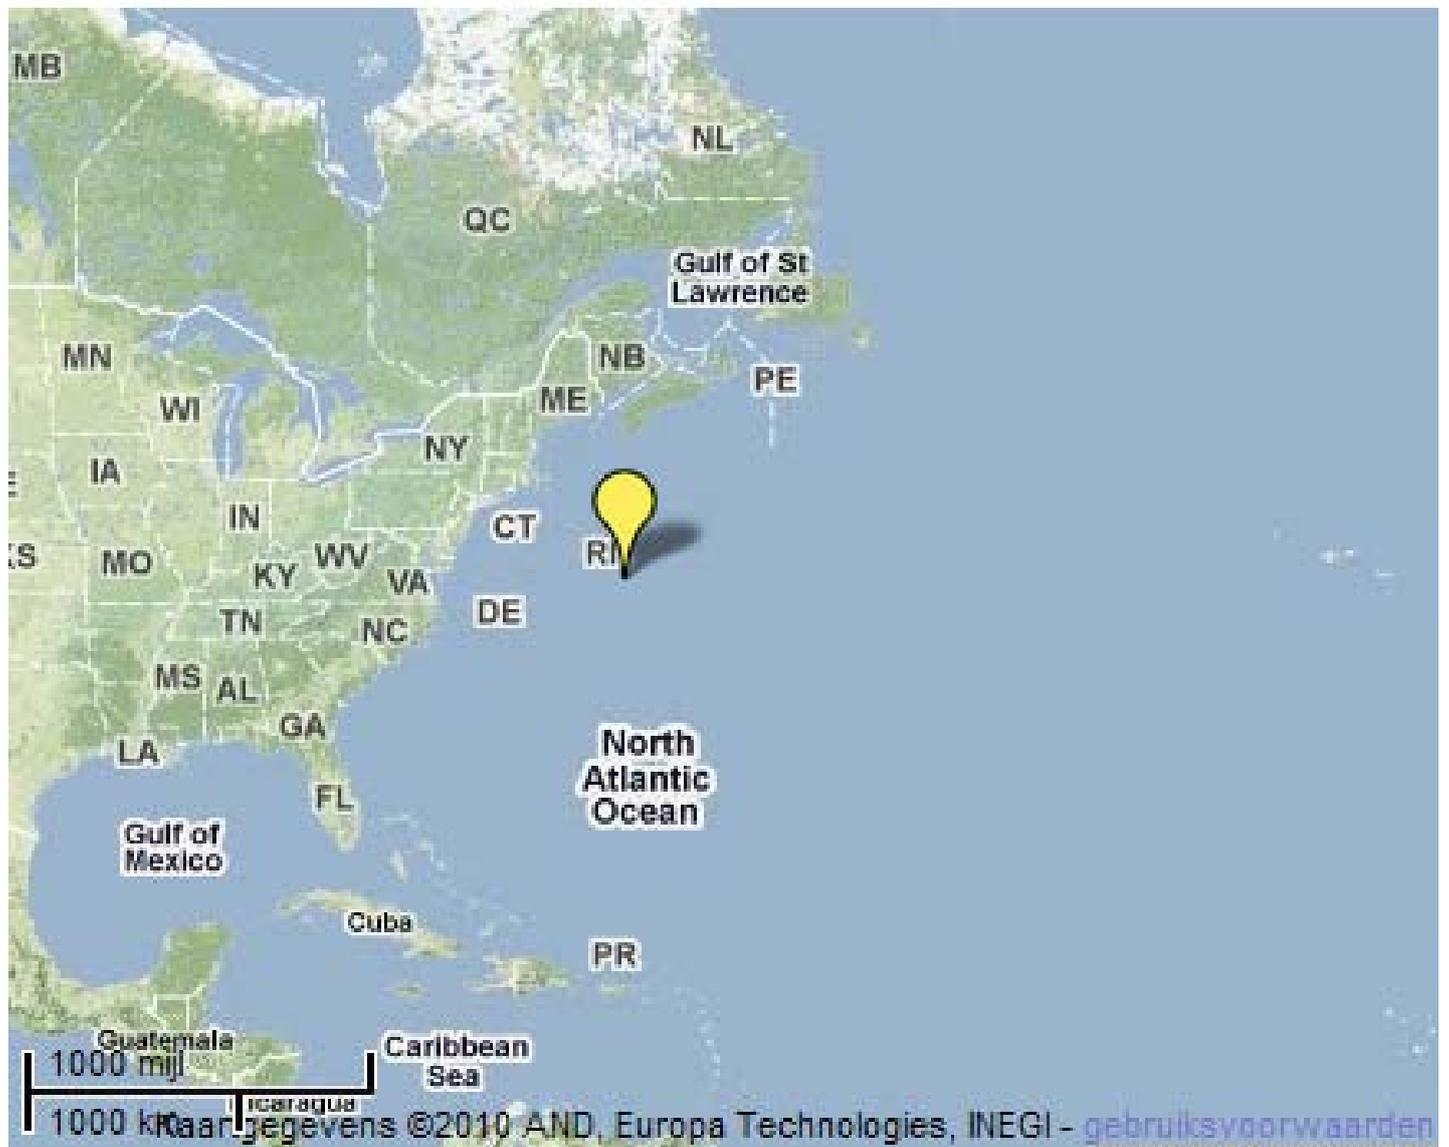 MB
NL
QC
Gulf of St
Lawrence
MN
NB
PE
WI
ME
NY
IA
IN
CT
MO
WV
KY
VA
TN
DE
NC
MS
AL
GA
North
Atlantic
Ocean
LA
FL
Gulf of
Mexico
Cuba
PR
Guatemala
1000 mijl
Caribbean
Sea
1000 km
Kaartgegevens ©2010 AND, Europa Technologies, INEGI - gebruiksvoorwaarden